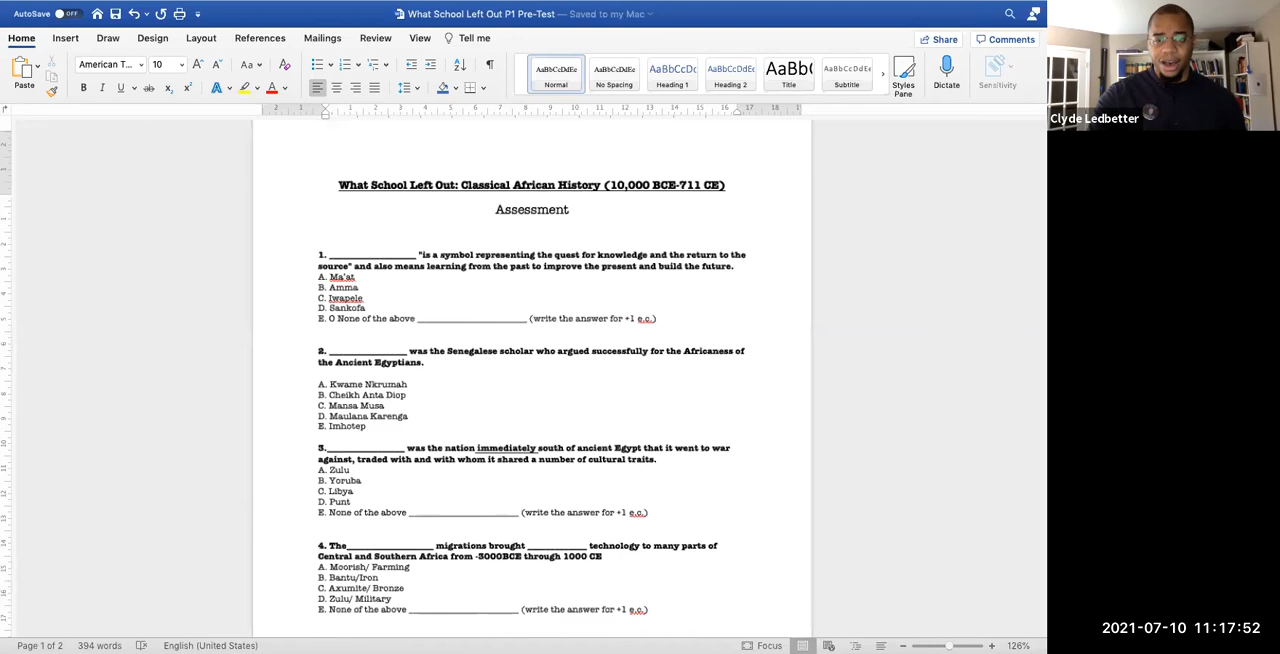 AutoSave OFF What School Left Out P1 Pre-Test — Saved to my Mac
Home Insert Draw Design Layout References Mailings Review View Tell me Share Comments
Paste American T... 10 Aa AaBbCcDdEe Normal AaBbCcDdEe No Spacing AaBbCcDc Heading 1 AaBbCcDdEe Heading 2 AaBb( Title AaBbCcDdEe Subtitle Styles Pane Dictate Sensitivity
Clyde Ledbetter
What School Left Out: Classical African History (10,000 BCE-711 CE)
Assessment
1. ________________ "is a symbol representing the quest for knowledge and the return to the
source" and also means learning from the past to improve the present and build the future.
A. Ma'at
B. Amma
C. Iwapele
D. Sankofa
E. O None of the above ____________________ (write the answer for +1 e.c.)
2. ______________ was the Senegalese scholar who argued successfully for the Africaness of
the Ancient Egyptians.
A. Kwame Nkrumah
B. Cheikh Anta Diop
C. Mansa Musa
D. Maulana Karenga
E. Imhotep
3.______________ was the nation immediately south of ancient Egypt that it went to war
against, traded with and with whom it shared a number of cultural traits.
A. Zulu
B. Yoruba
C. Libya
D. Punt
E. None of the above ____________________ (write the answer for +1 e.c.)
4. The________________ migrations brought ___________ technology to many parts of
Central and Southern Africa from -3000BCE through 1000 CE
A. Moorish/ Farming
B. Bantu/Iron
C. Axumite/ Bronze
D. Zulu/ Military
E. None of the above ____________________ (write the answer for +1 e.c.)
2021-07-10 11:17:52
Page 1 of 2 394 words English (United States) Focus 126%